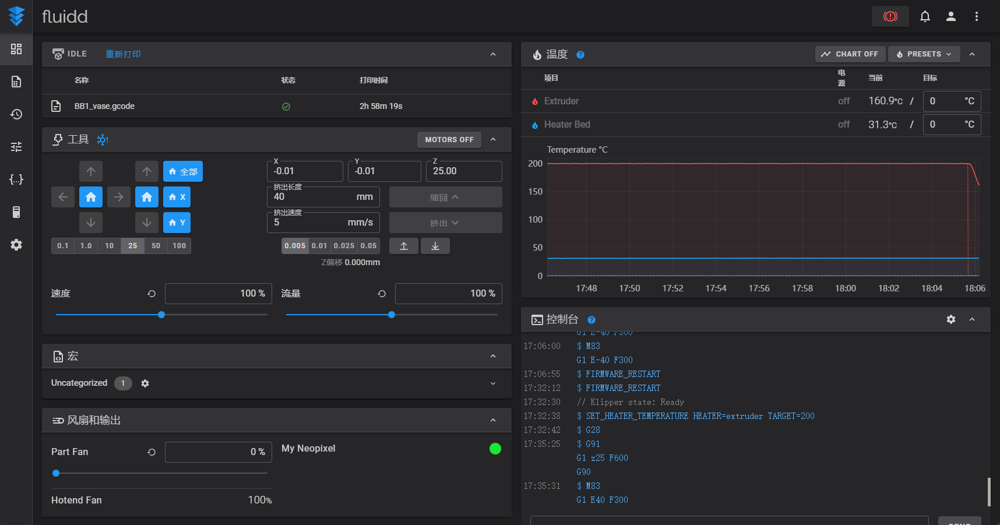 fluidd
IDLE 重新打印
名称 状态 打印时间
BB1_vase.gcode 2h 58m 19s
工具 MOTORS OFF
全部
X
Y
0.1 1.0 10 25 50 100
X Y Z
-0.01 -0.01 25.00
挤出长度
40 mm 缩回
挤出速度
5 mm/s 挤出
0.005 0.01 0.025 0.05
Z偏移 0.000mm
速度 100 % 流量 100 %
宏
Uncategorized 1
风扇和输出
Part Fan 0 % My Neopixel
Hotend Fan 100%
温度 CHART OFF PRESETS
项目 电源 当前 目标
Extruder off 160.9°C / 0 °C
Heater Bed off 31.3°C / 0 °C
Temperature °C
200
150
100
50
0
17:48 17:50 17:52 17:54 17:56 17:58 18:00 18:02 18:04 18:06
控制台
G1 E-40 F300
17:06:00 $ M83
G1 E-40 F300
17:06:55 $ FIRMWARE_RESTART
17:32:12 $ FIRMWARE_RESTART
17:32:30 // Klipper state: Ready
17:32:38 $ SET_HEATER_TEMPERATURE HEATER=extruder TARGET=200
17:32:42 $ G28
17:35:25 $ G91
G1 z25 F600
G90
17:35:31 $ M83
G1 E40 F300
SEND